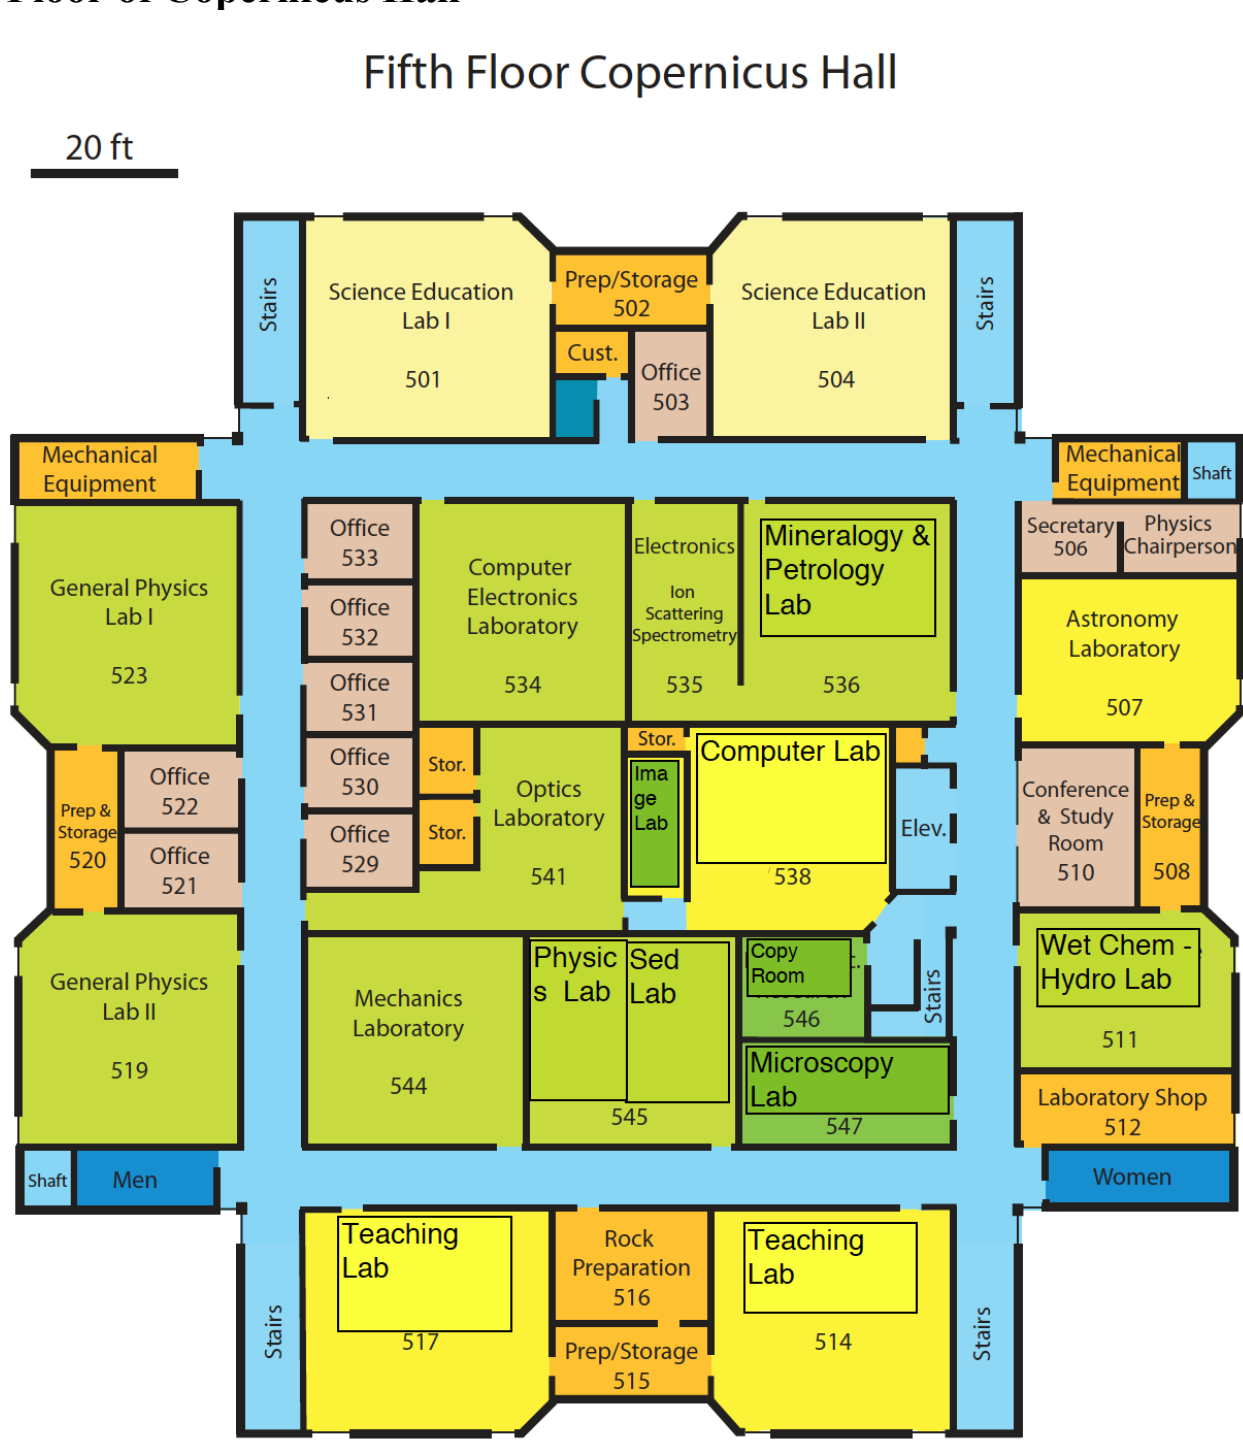 Floor of Copernicus Hall
Fifth Floor Copernicus Hall
20 ft
Stairs
Science Education
Lab I
501
Prep/Storage
502
Cust.
Office
503
Science Education
Lab II
504
Stairs
Mechanical
Equipment
Mechanical
Equipment
Shaft
General Physics
Lab I
523
Office
533
Office
532
Office
531
Office
530
Office
529
Computer
Electronics
Laboratory
534
Electronics
Ion
Scattering
Spectrometry
535
Mineralogy &
Petrology
Lab
536
Secretary
506
Physics
Chairperson
Astronomy
Laboratory
507
Prep &
Storage
520
Office
522
Office
521
Stor.
Stor.
Optics
Laboratory
541
Stor.
Ima
ge
Lab
Computer Lab
538
Elev.
Conference
& Study
Room
510
Prep &
Storage
508
General Physics
Lab II
519
Mechanics
Laboratory
544
Physic
s Lab
Sed
Lab
545
Copy
Room
546
Stairs
Microscopy
Lab
547
Wet Chem -
Hydro Lab
511
Laboratory Shop
512
Shaft
Men
Women
Stairs
Teaching
Lab
517
Rock
Preparation
516
Prep/Storage
515
Teaching
Lab
514
Stairs